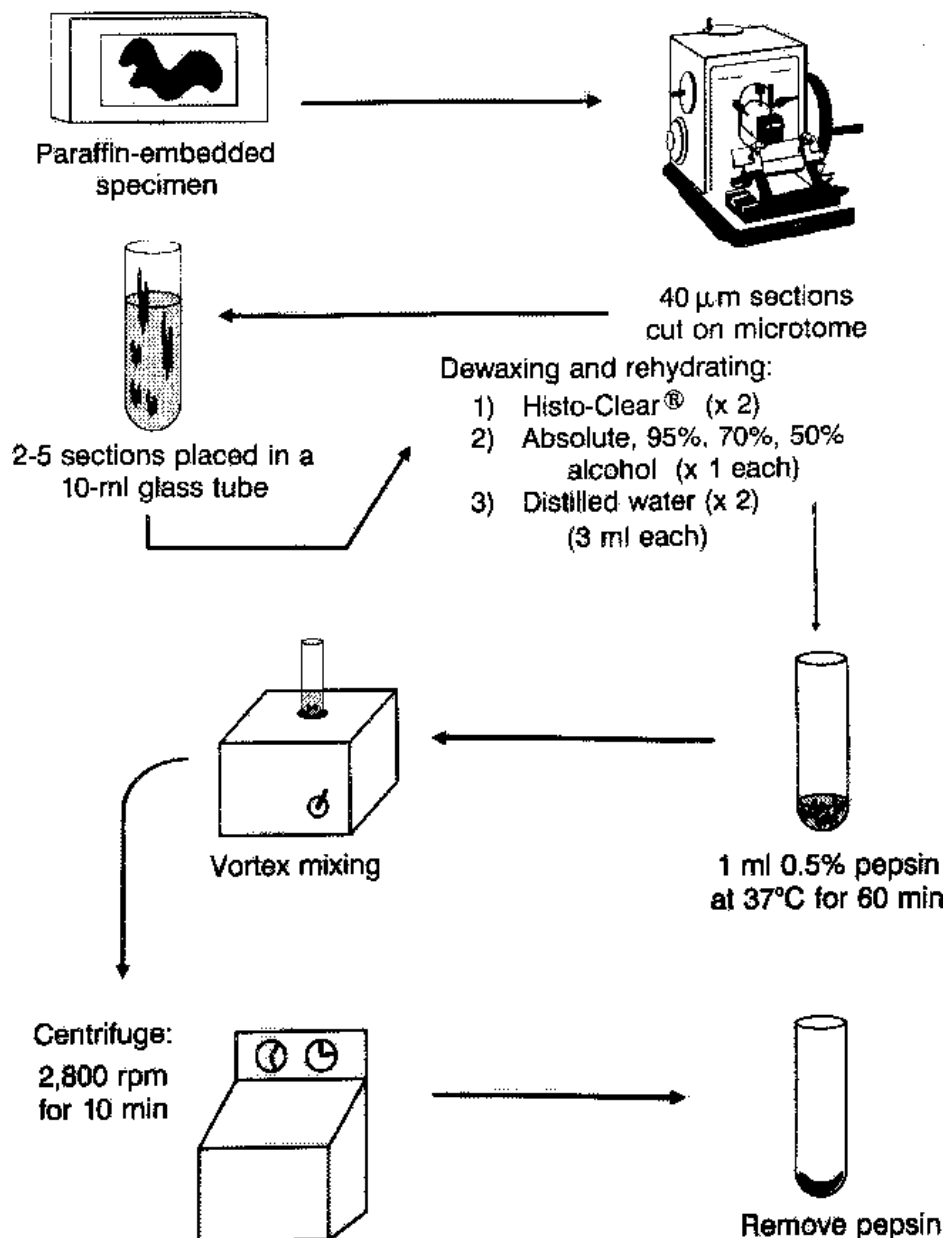 Paraffin-embedded
specimen
40 μm sections
cut on microtome
2-5 sections placed in a
10-ml glass tube
Dewaxing and rehydrating:
1) Histo-Clear® (x 2)
2) Absolute, 95%, 70%, 50%
alcohol (x 1 each)
3) Distilled water (x 2)
(3 ml each)
1 ml 0.5% pepsin
at 37°C for 60 min
Vortex mixing
Centrifuge:
2,800 rpm
for 10 min
Remove pepsin